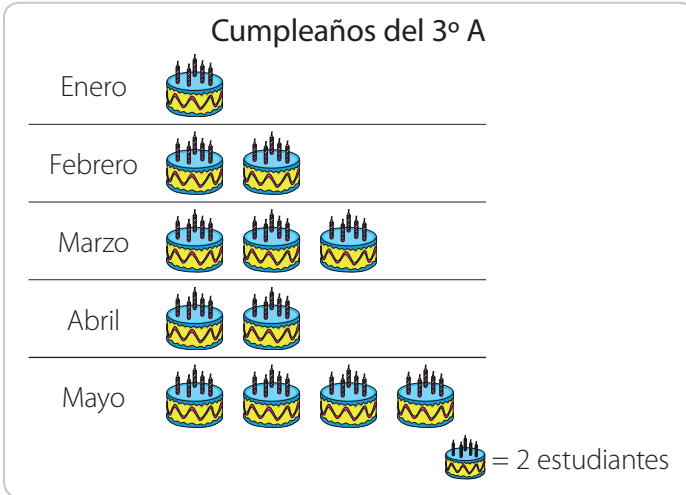 Cumpleaños del 3º A
Enero
Febrero
Marzo
Abril
Mayo
= 2 estudiantes